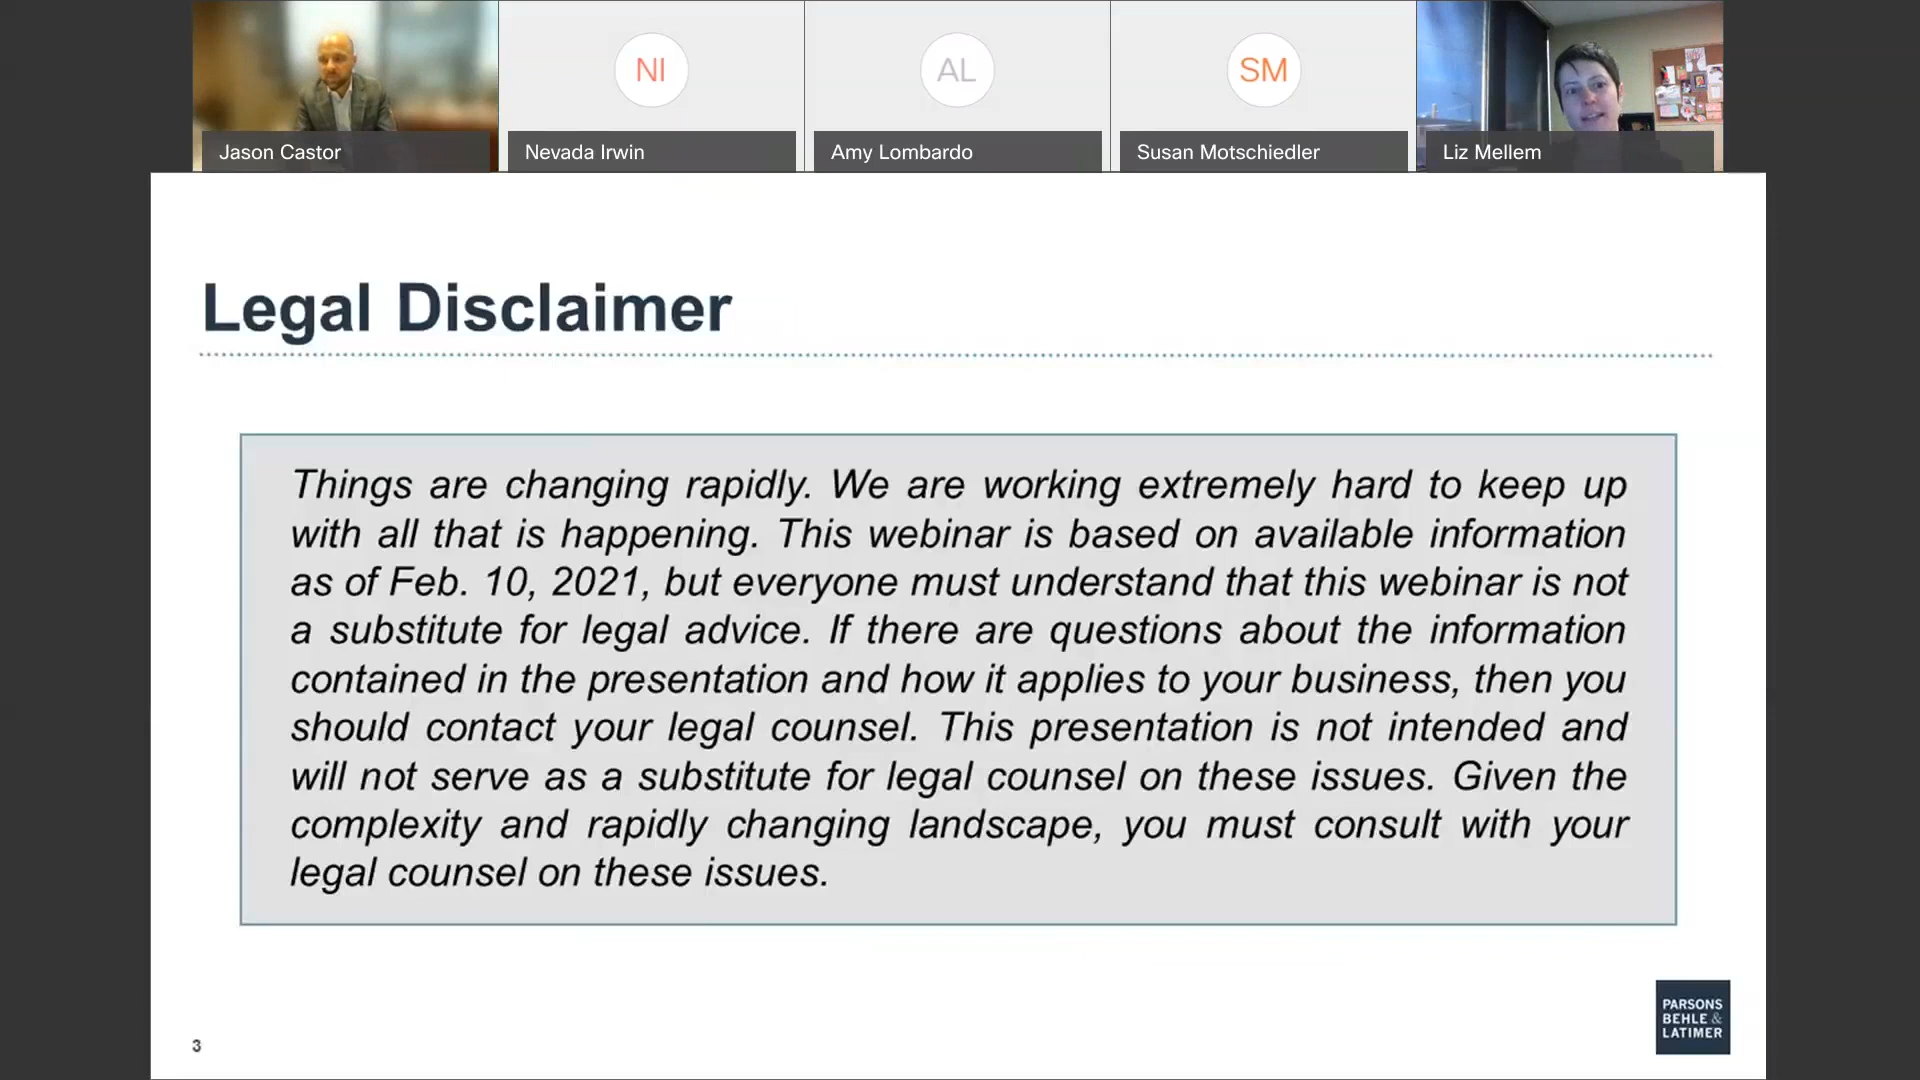 NI
AL
SM
Jason Castor
Nevada Irwin
Amy Lombardo
Susan Motschiedler
Liz Mellem
Legal Disclaimer
Things are changing rapidly. We are working extremely hard to keep up
with all that is happening. This webinar is based on available information
as of Feb. 10, 2021, but everyone must understand that this webinar is not
a substitute for legal advice. If there are questions about the information
contained in the presentation and how it applies to your business, then you
should contact your legal counsel. This presentation is not intended and
will not serve as a substitute for legal counsel on these issues. Given the
complexity and rapidly changing landscape, you must consult with your
legal counsel on these issues.
PARSONS
BEHLE &
LATIMER
3